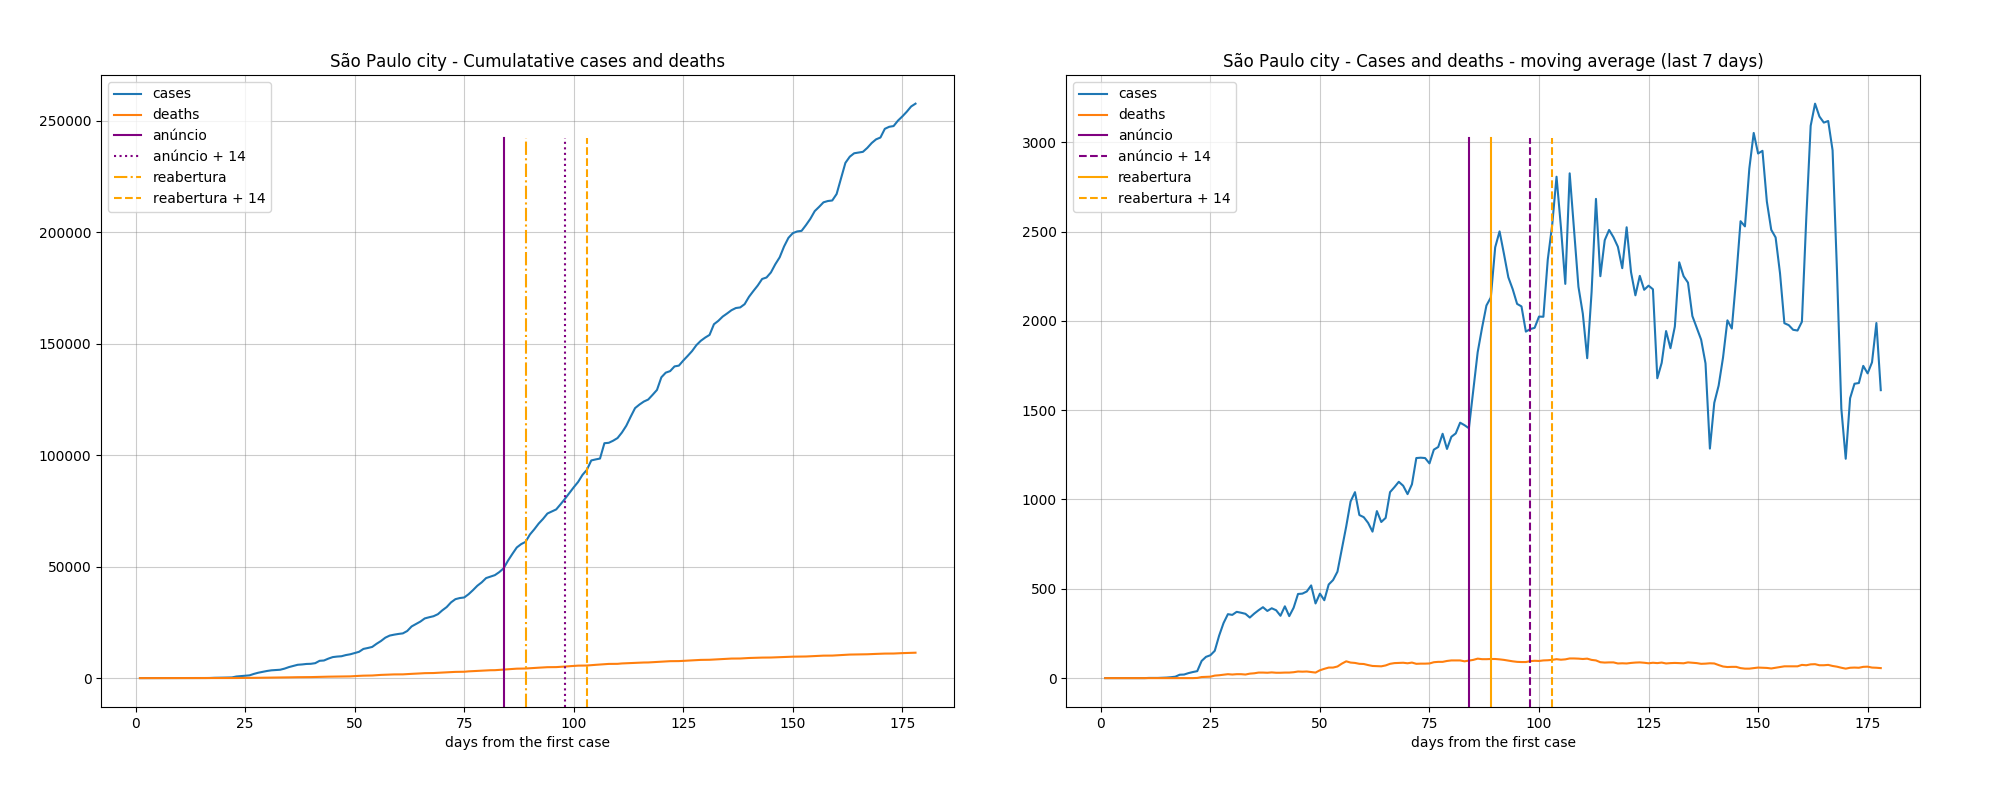 São Paulo city - Cumulatative cases and deaths
cases
deaths
anúncio
anúncio + 14
reabertura
reabertura + 14
250000
200000
150000
100000
50000
0
0 25 50 75 100 125 150 175
days from the first case
São Paulo city - Cases and deaths - moving average (last 7 days)
cases
deaths
anúncio
anúncio + 14
reabertura
reabertura + 14
3000
2500
2000
1500
1000
500
0
0 25 50 75 100 125 150 175
days from the first case